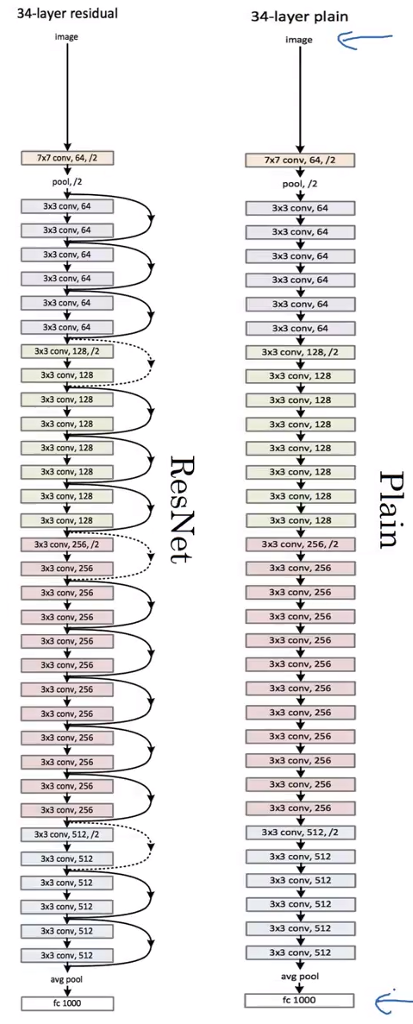 34-layer residual
image
7x7 conv, 64, /2
pool, /2
3x3 conv, 64
3x3 conv, 64
3x3 conv, 64
3x3 conv, 64
3x3 conv, 64
3x3 conv, 64
3x3 conv, 128, /2
3x3 conv, 128
3x3 conv, 128
3x3 conv, 128
3x3 conv, 128
3x3 conv, 128
3x3 conv, 128
3x3 conv, 128
3x3 conv, 256, /2
3x3 conv, 256
3x3 conv, 256
3x3 conv, 256
3x3 conv, 256
3x3 conv, 256
3x3 conv, 256
3x3 conv, 256
3x3 conv, 256
3x3 conv, 256
3x3 conv, 256
3x3 conv, 256
3x3 conv, 512, /2
3x3 conv, 512
3x3 conv, 512
3x3 conv, 512
3x3 conv, 512
3x3 conv, 512
avg pool
fc 1000
ResNet
34-layer plain
image
7x7 conv, 64, /2
pool, /2
3x3 conv, 64
3x3 conv, 64
3x3 conv, 64
3x3 conv, 64
3x3 conv, 64
3x3 conv, 64
3x3 conv, 128, /2
3x3 conv, 128
3x3 conv, 128
3x3 conv, 128
3x3 conv, 128
3x3 conv, 128
3x3 conv, 128
3x3 conv, 128
3x3 conv, 256, /2
3x3 conv, 256
3x3 conv, 256
3x3 conv, 256
3x3 conv, 256
3x3 conv, 256
3x3 conv, 256
3x3 conv, 256
3x3 conv, 256
3x3 conv, 256
3x3 conv, 256
3x3 conv, 256
3x3 conv, 512, /2
3x3 conv, 512
3x3 conv, 512
3x3 conv, 512
3x3 conv, 512
3x3 conv, 512
avg pool
fc 1000
Plain